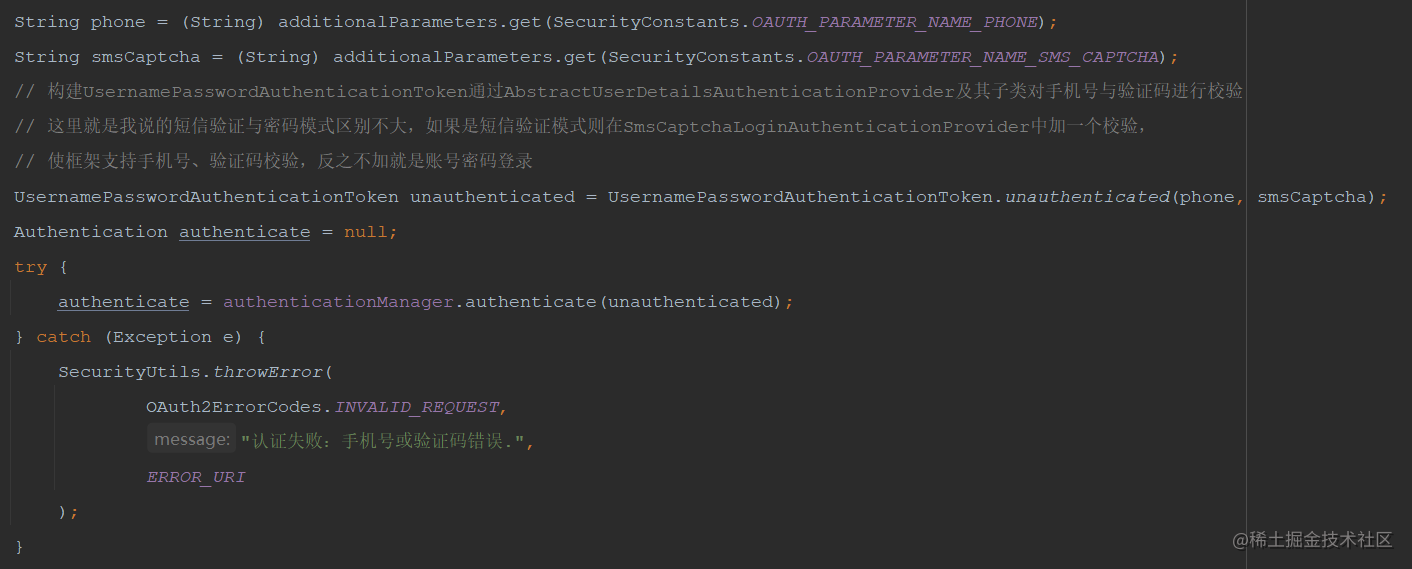 String phone = (String) additionalParameters.get(SecurityConstants.OAUTH_PARAMETER_NAME_PHONE);
String smsCaptcha = (String) additionalParameters.get(SecurityConstants.OAUTH_PARAMETER_NAME_SMS_CAPTCHA);
// 构建UsernamePasswordAuthenticationToken通过AbstractUserDetailsAuthenticationProvider及其子类对手机号与验证码进行校验
// 这里就是我说的短信验证与密码模式区别不大，如果是短信验证模式则在SmsCaptchaLoginAuthenticationProvider中加一个校验，
// 使框架支持手机号、验证码校验，反之不加就是账号密码登录
UsernamePasswordAuthenticationToken unauthenticated = UsernamePasswordAuthenticationToken.unauthenticated(phone, smsCaptcha);
Authentication authenticate = null;
try {
    authenticate = authenticationManager.authenticate(unauthenticated);
} catch (Exception e) {
    SecurityUtils.throwError(
            OAuth2ErrorCodes.INVALID_REQUEST,
            message: "认证失败：手机号或验证码错误.",
            ERROR_URI
    );
}
@稀土掘金技术社区